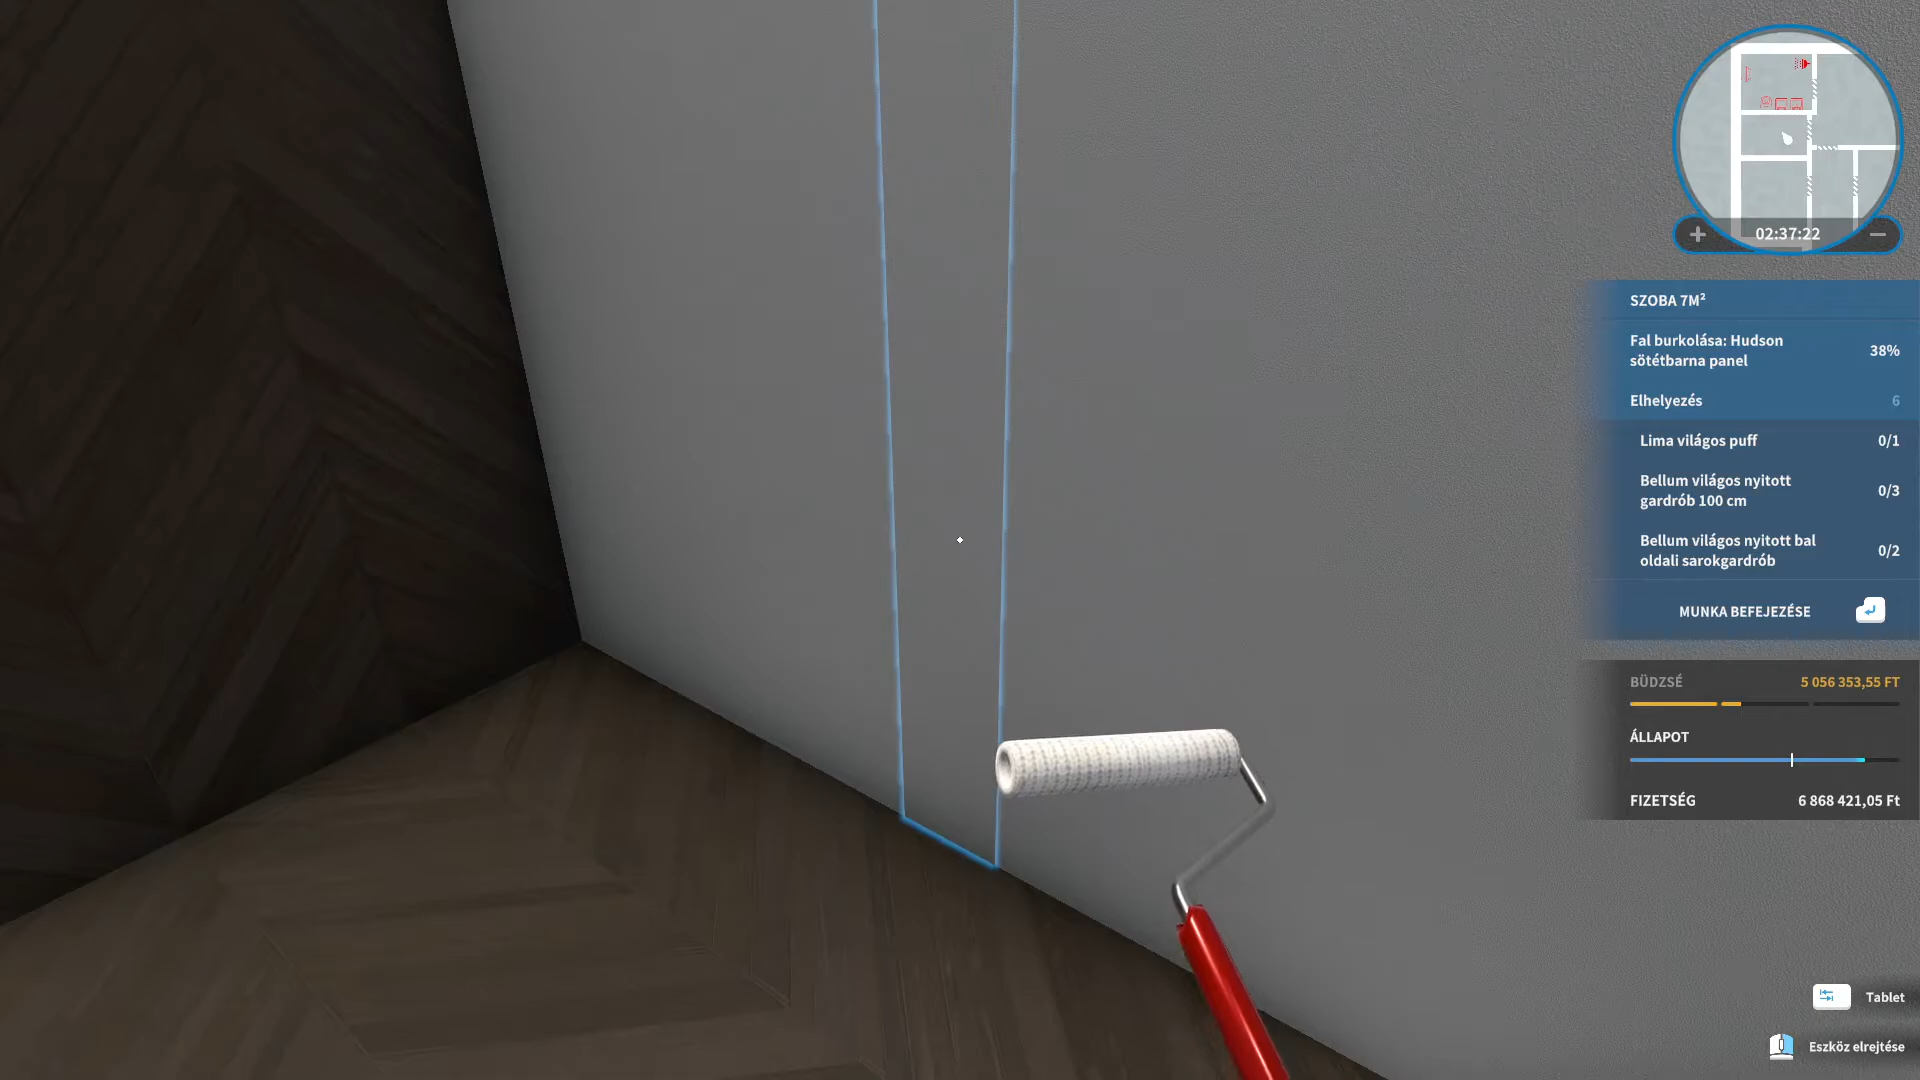 02:37:22
SZOBA 7M²
Fal burkolása: Hudson
sötétbarna panel
38%
Elhelyezés
6
Lima világos puff
0/1
Bellum világos nyitott
gardrób 100 cm
0/3
Bellum világos nyitott bal
oldali sarokgardrób
0/2
MUNKA BEFEJEZÉSE
BÜDZSÉ
5 056 353,55 FT
ÁLLAPOT
FIZETSÉG
6 868 421,05 Ft
Tablet
Eszköz elrejtése